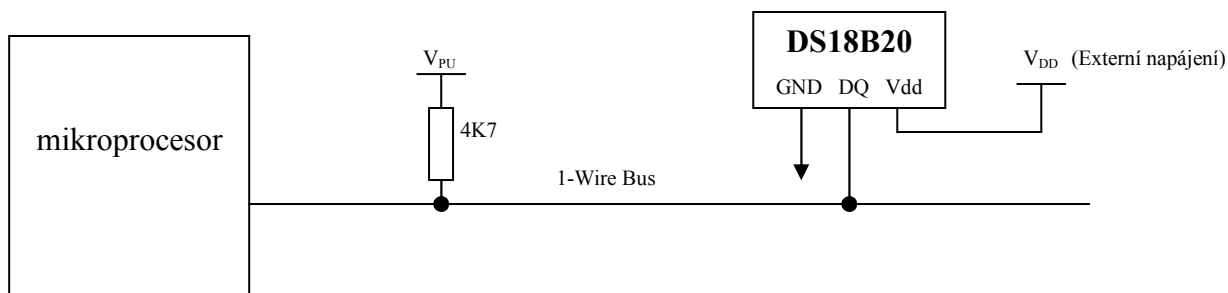 mikroprocesor
V_PU
4K7
1-Wire Bus
DS18B20
GND DQ Vdd
V_DD (Externí napájení)